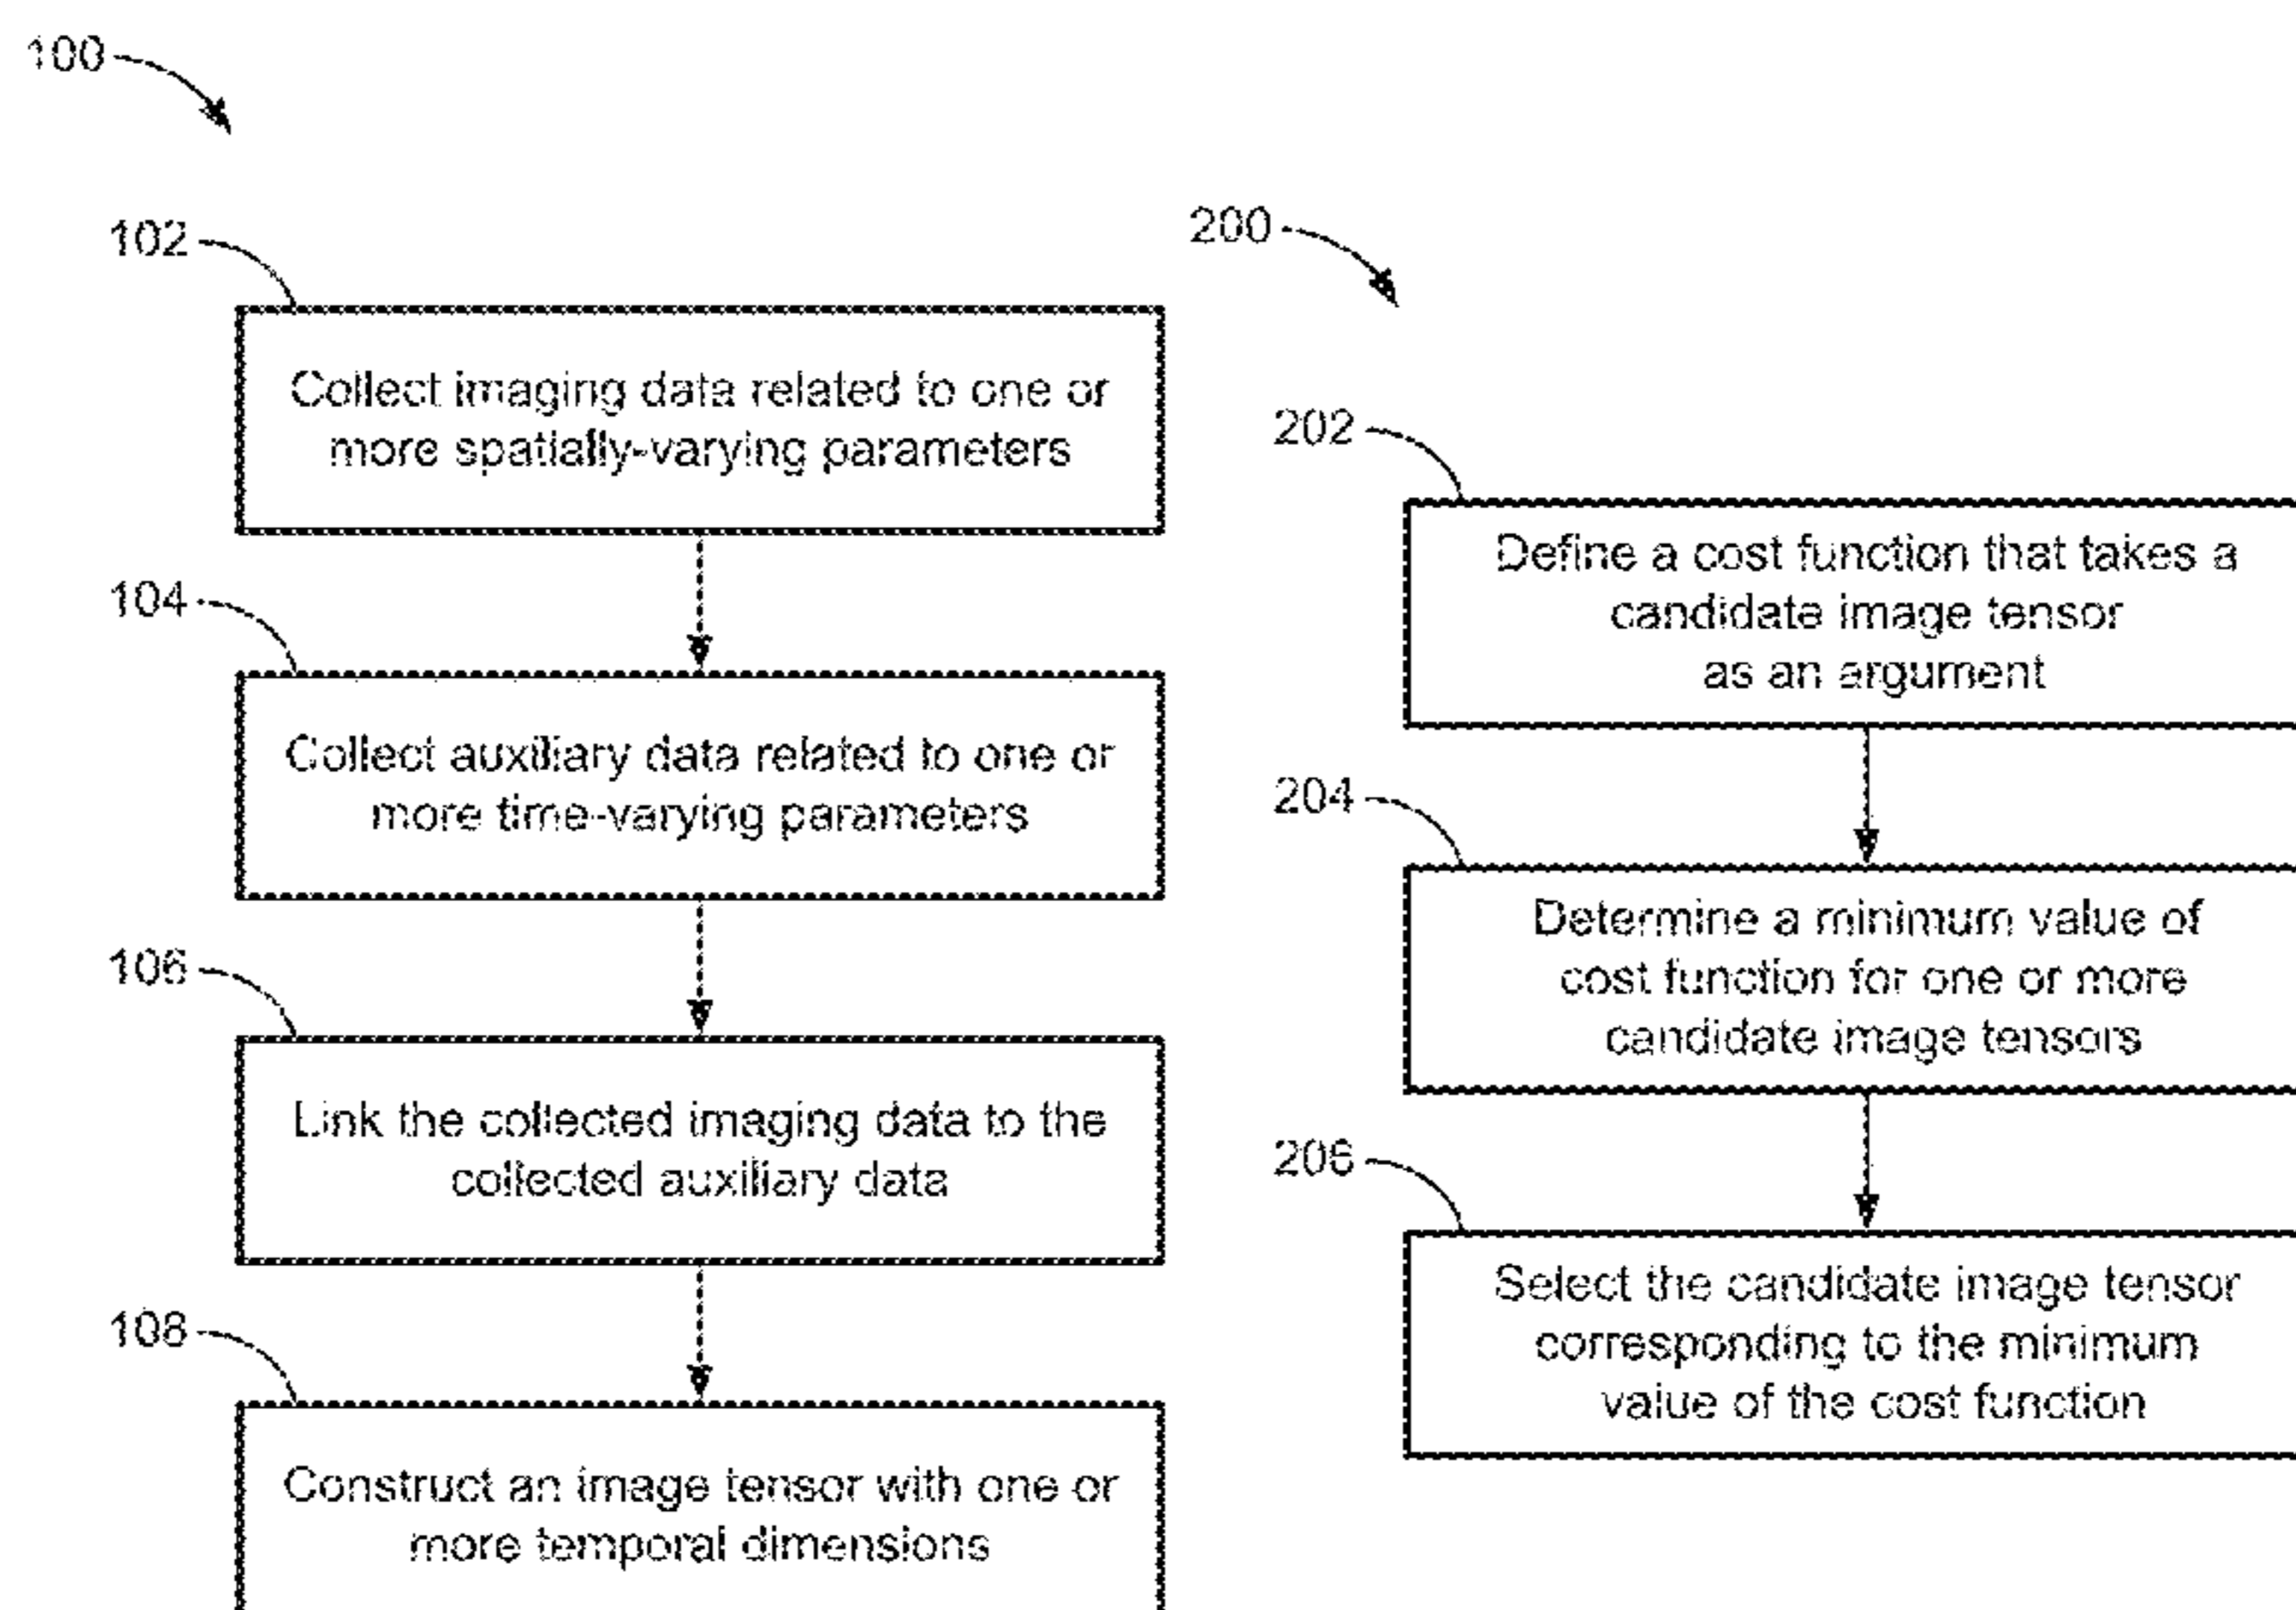 100
102
Collect imaging data related to one or
more spatially-varying parameters
104
Collect auxiliary data related to one or
more time-varying parameters
106
Link the collected imaging data to the
collected auxiliary data
108
Construct an image tensor with one or
more temporal dimensions
200
202
Define a cost function that takes a
candidate image tensor
as an argument
204
Determine a minimum value of
cost function for one or more
candidate image tensors
206
Select the candidate image tensor
corresponding to the minimum
value of the cost function